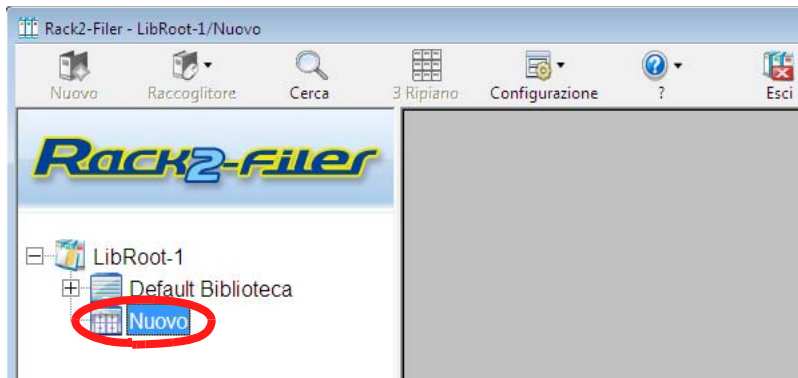 Rack2-Filer - LibRoot-1/Nuovo
Nuovo Raccoglitore Cerca 3 Ripiano Configurazione ? Esci
Rack2-Filer
LibRoot-1
Default Biblioteca
Nuovo